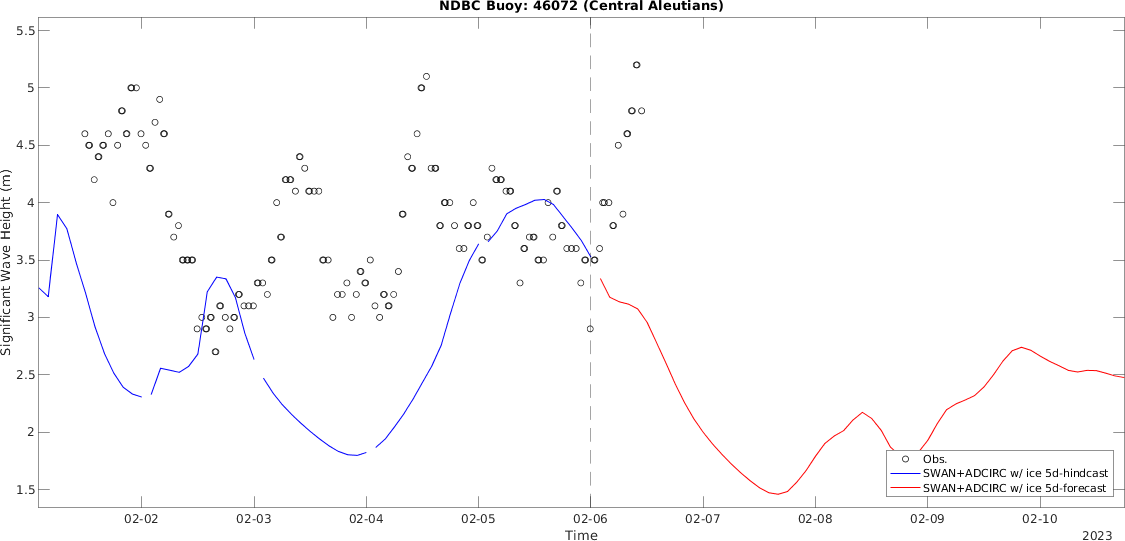 NDBC Buoy: 46072 (Central Aleutians)
Significant Wave Height (m)
5.5
5
4.5
4
3.5
3
2.5
2
1.5
Obs.
SWAN+ADCIRC w/ ice 5d-hindcast
SWAN+ADCIRC w/ ice 5d-forecast
02-02 02-03 02-04 02-05 02-06 02-07 02-08 02-09 02-10
Time
2023